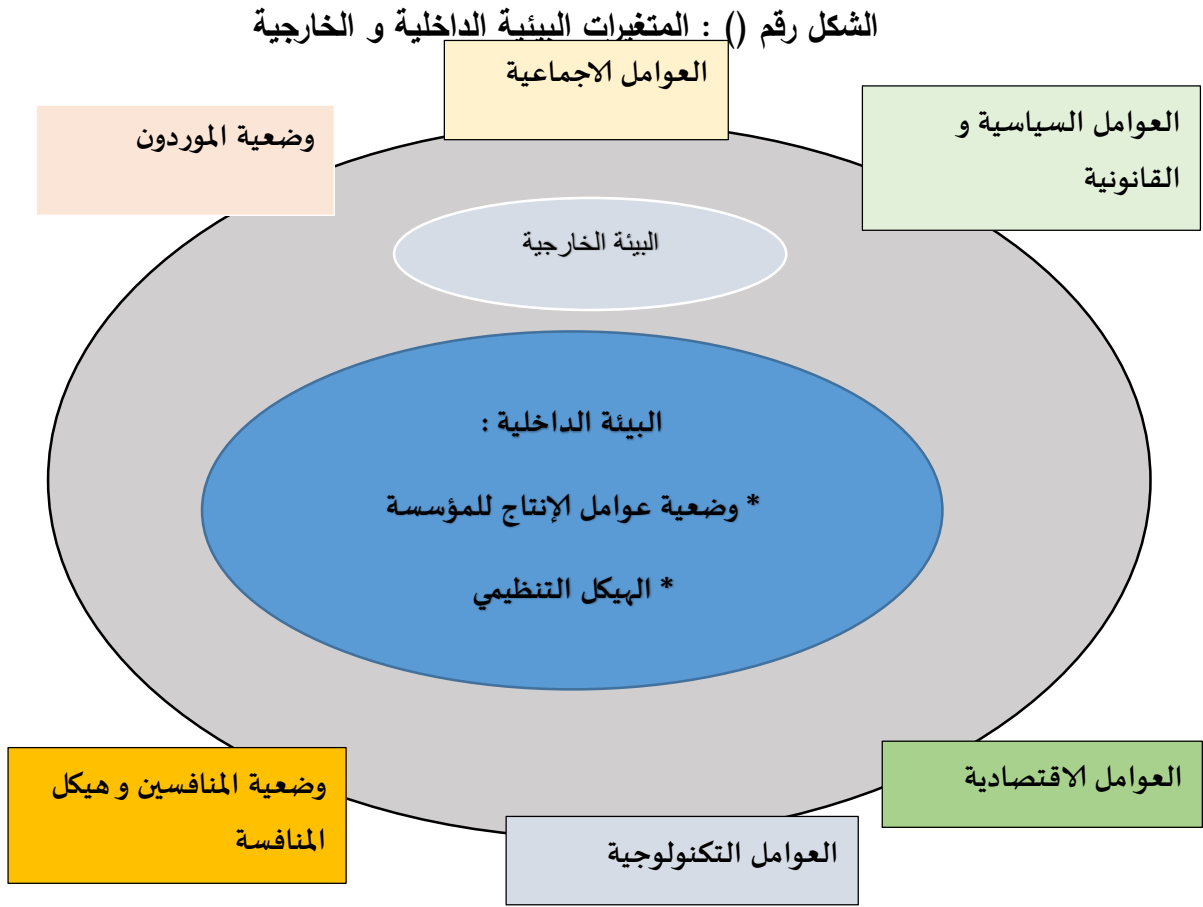 الشكل رقم () : المتغيرات البيئية الداخلية و الخارجية
العوامل الاجماعية
العوامل السياسية و
القانونية
وضعية الموردون
البيئة الخارجية
البيئة الداخلية :
* وضعية عوامل الإنتاج للمؤسسة
* الهيكل التنظيمي
العوامل الاقتصادية
وضعية المنافسين و هيكل
المنافسة
العوامل التكنولوجية